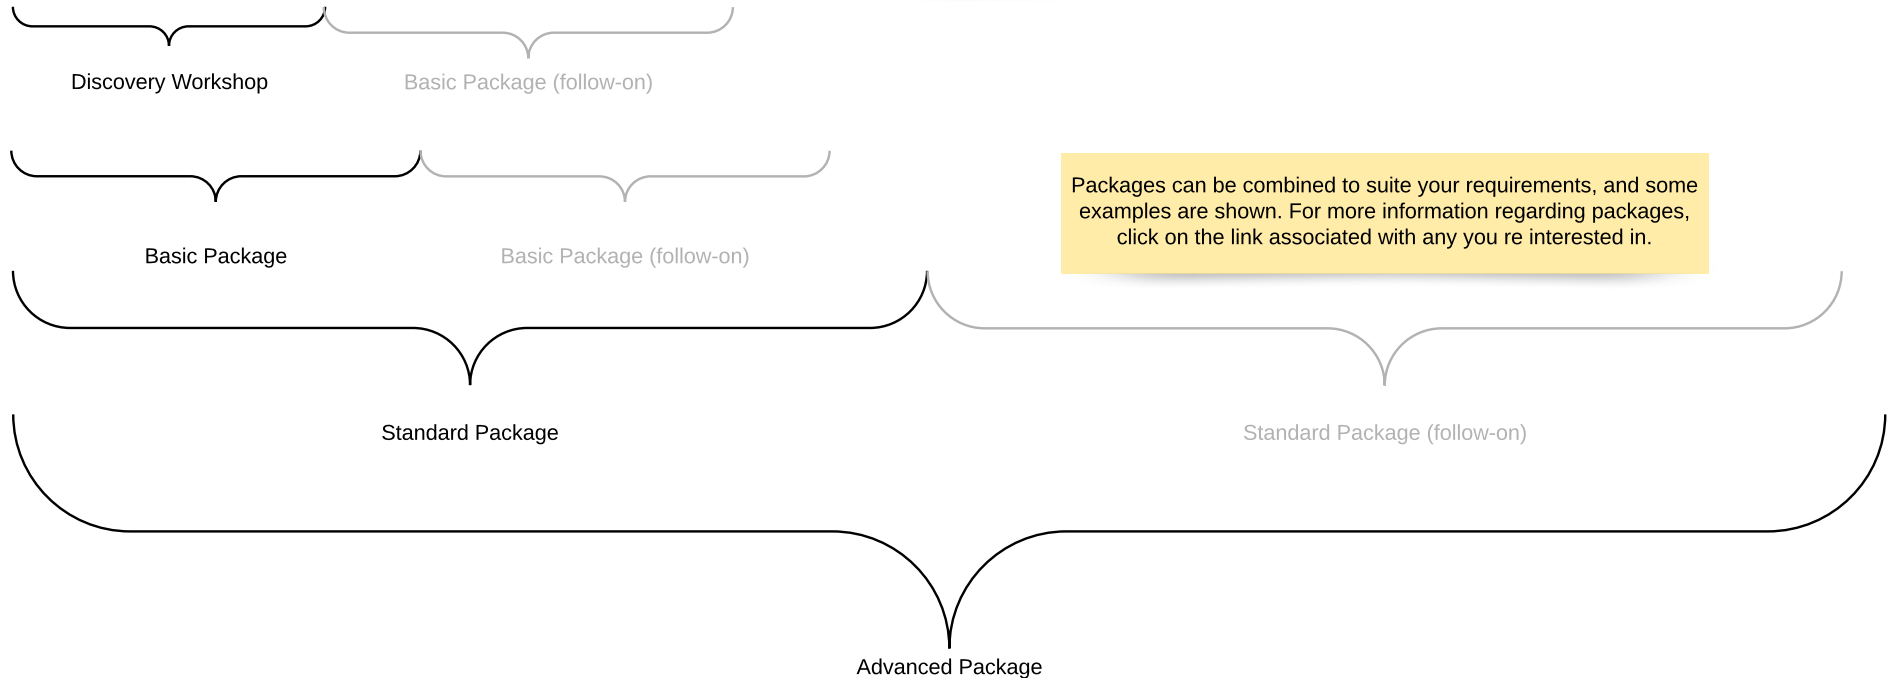 Discovery Workshop
Basic Package (follow-on)
Packages can be combined to suite your requirements, and some
examples are shown. For more information regarding packages,
click on the link associated with any you re interested in.
Basic Package
Basic Package (follow-on)
Standard Package
Standard Package (follow-on)
Advanced Package